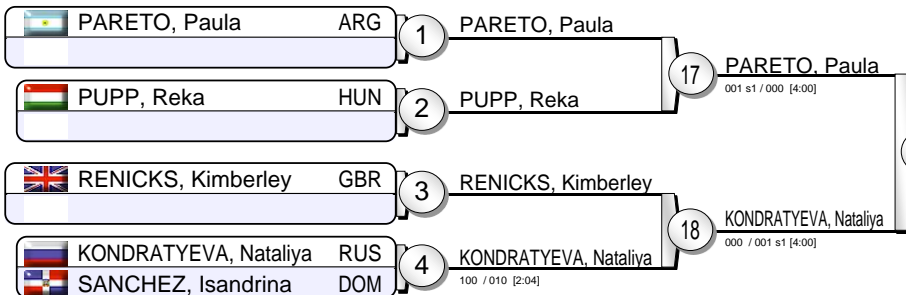 PARETO, Paula ARG
1
PARETO, Paula
17
PARETO, Paula
001 s1 / 000 [4:00]
PUPP, Reka HUN
2
PUPP, Reka
RENICKS, Kimberley GBR
3
RENICKS, Kimberley
18
KONDRATYEVA, Nataliya
000 / 001 s1 [4:00]
KONDRATYEVA, Nataliya RUS
SANCHEZ, Isandrina DOM
4
KONDRATYEVA, Nataliya
100 / 010 [2:04]